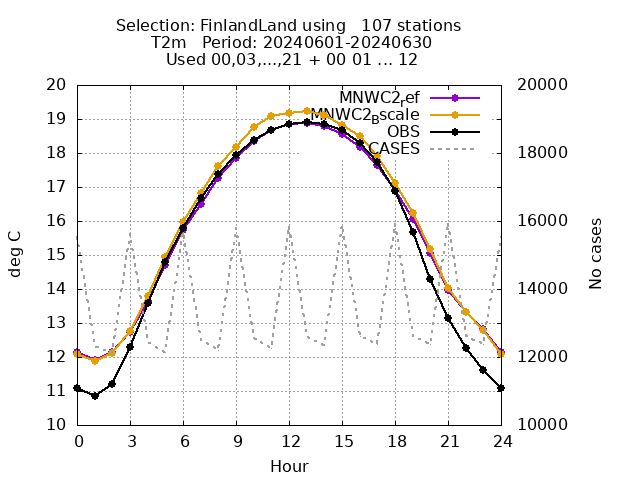 Selection: FinlandLand using   107 stations
T2m   Period: 20240601-20240630
Used 00,03,...,21 + 00 01 ... 12
20 20000
MNWC2ref
19 MNWC2Bscale
OBS
18 CASES 18000
17
16 16000
15
14 14000
13
12 12000
11
10 10000
0 3 6 9 12 15 18 21 24
Hour
deg C
No cases